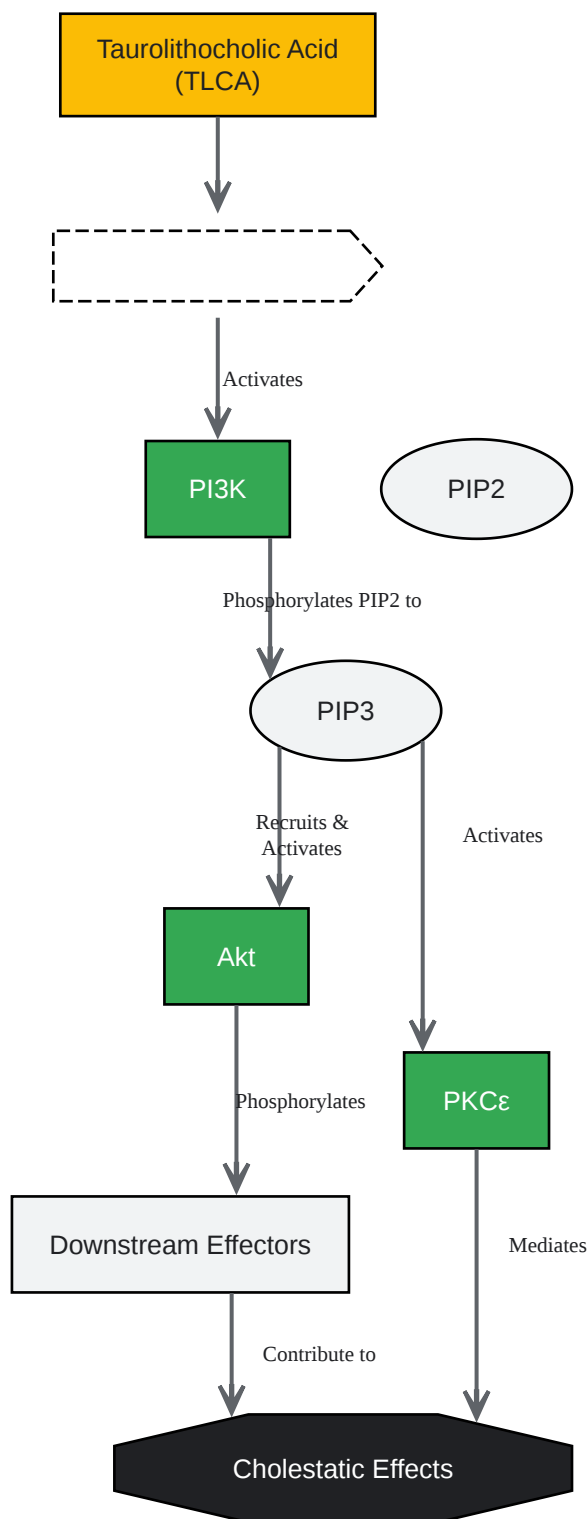 Taurolithocholic Acid
(TLCA)
Activates
PI3K
PIP2
Phosphorylates PIP2 to
PIP3
Recruits &
Activates
Activates
Akt
PKCε
Phosphorylates
Downstream Effectors
Mediates
Contribute to
Cholestatic Effects